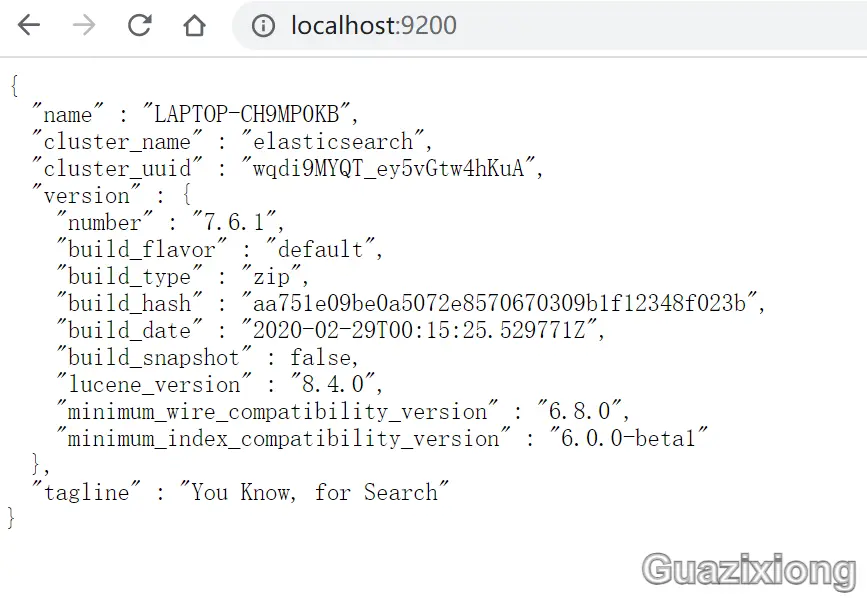 localhost:9200
{
  "name" : "LAPTOP-CH9MP0KB",
  "cluster_name" : "elasticsearch",
  "cluster_uuid" : "wqdi9MYQT_ey5vGtw4hKuA",
  "version" : {
    "number" : "7.6.1",
    "build_flavor" : "default",
    "build_type" : "zip",
    "build_hash" : "aa751e09be0a5072e8570670309b1f12348f023b",
    "build_date" : "2020-02-29T00:15:25.529771Z",
    "build_snapshot" : false,
    "lucene_version" : "8.4.0",
    "minimum_wire_compatibility_version" : "6.8.0",
    "minimum_index_compatibility_version" : "6.0.0-beta1"
  },
  "tagline" : "You Know, for Search"
}
Guazixiong